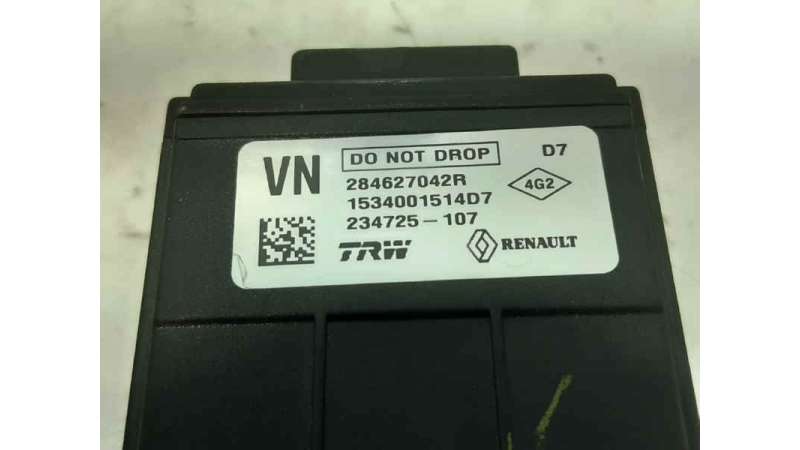 VN DO NOT DROP D7
284627042R 4G2
1534001514D7
234725-107
TRW RENAULT